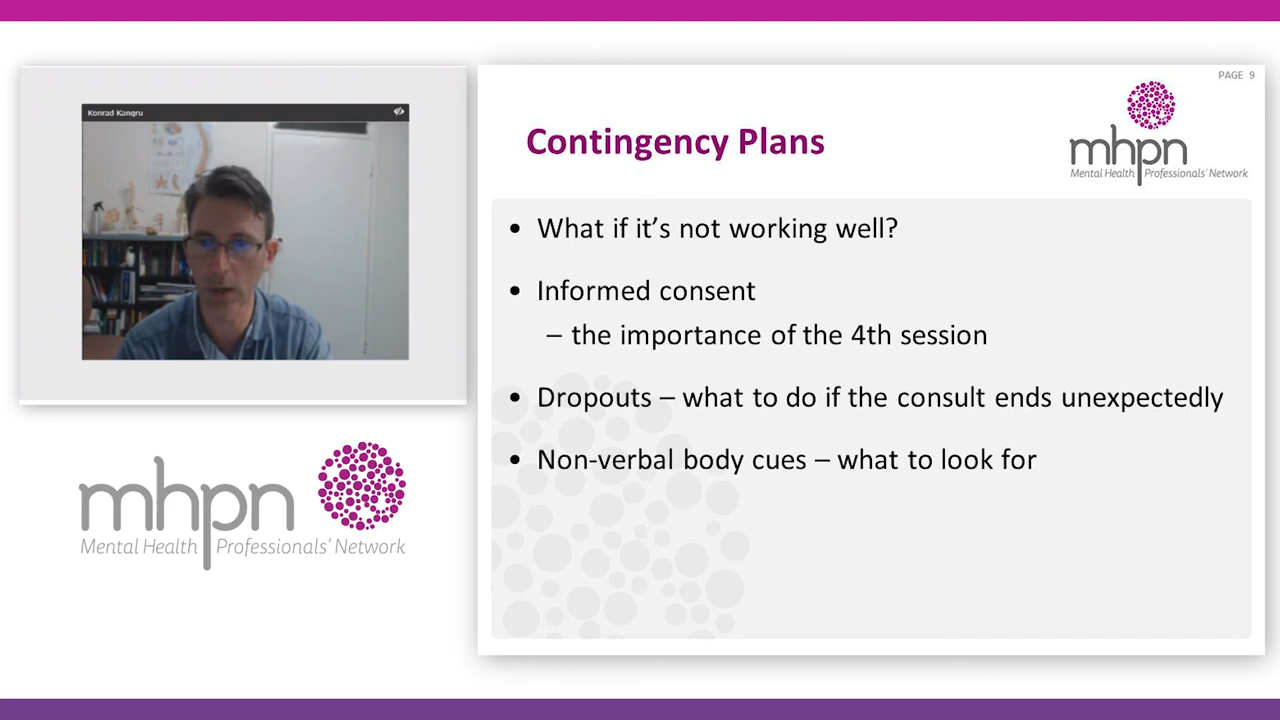 Konrad Kangru
mhpn
Mental Health Professionals' Network
PAGE 9
Contingency Plans
mhpn
Mental Health Professionals' Network
• What if it's not working well?
• Informed consent
– the importance of the 4th session
• Dropouts – what to do if the consult ends unexpectedly
• Non-verbal body cues – what to look for